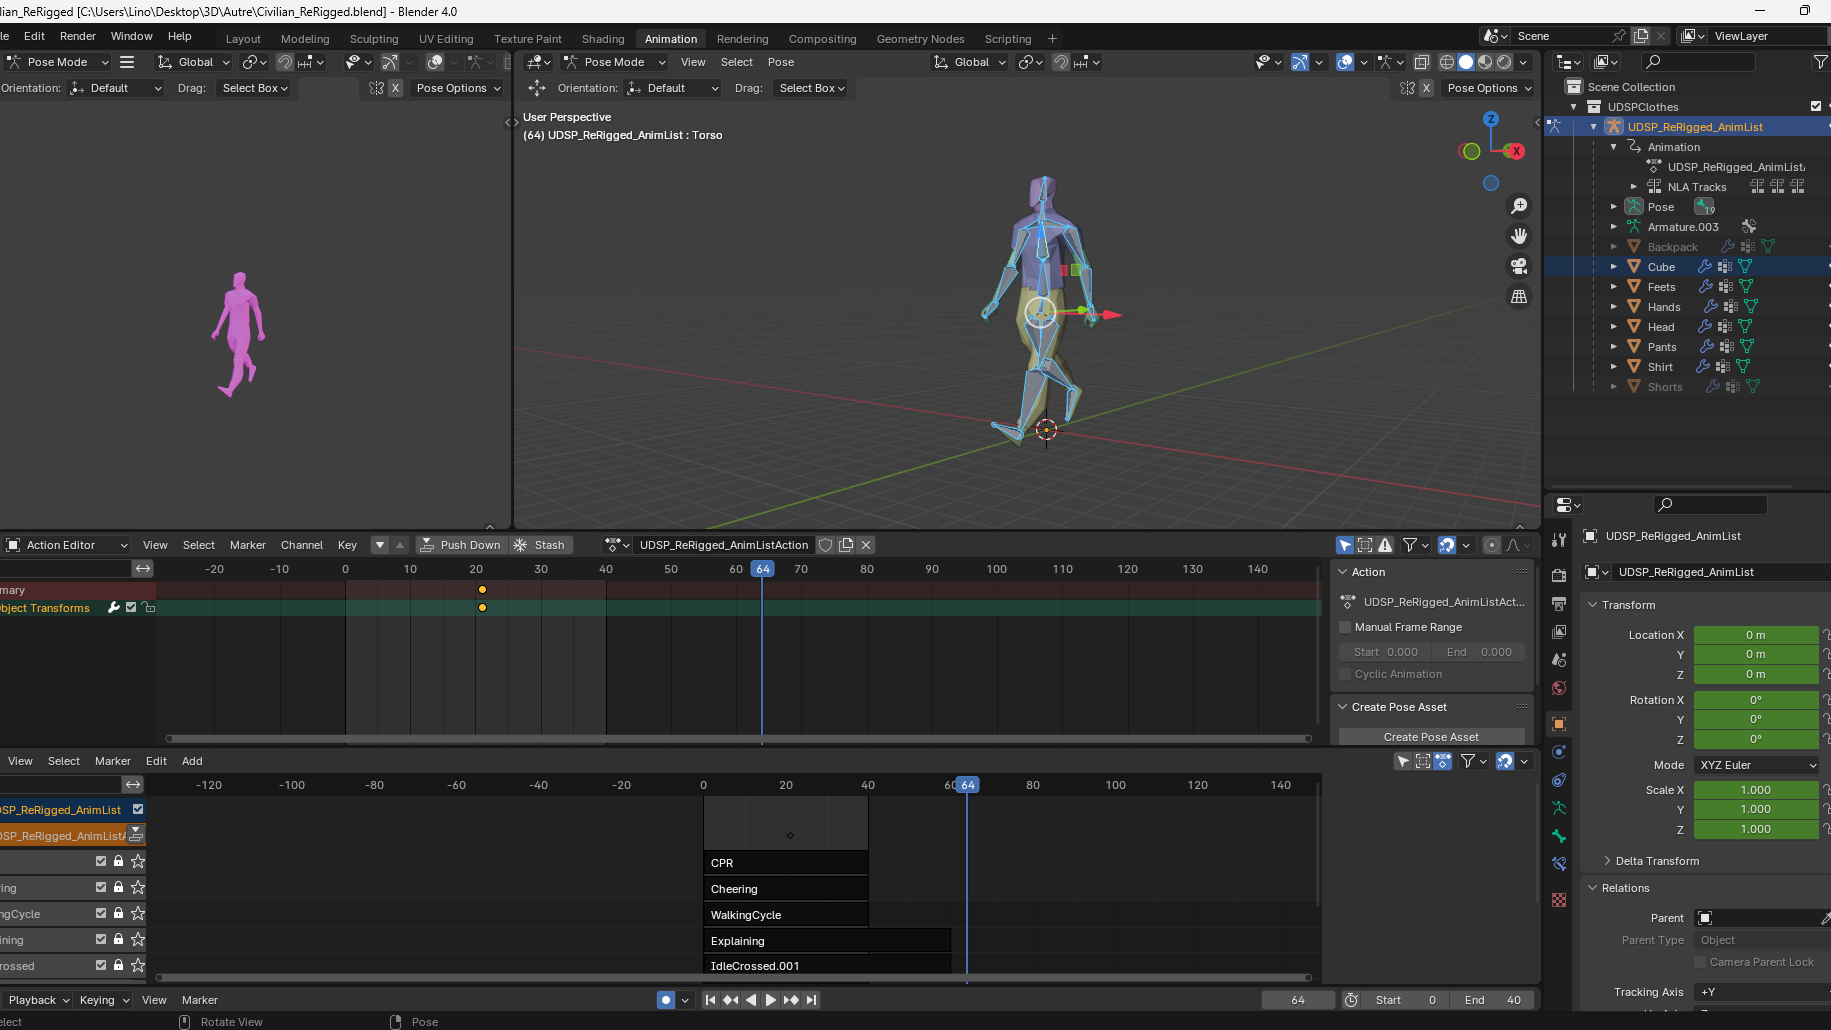 lian_ReRigged [C:\Users\Lino\Desktop\3D\Autre\Civilian_ReRigged.blend] - Blender 4.0
le Edit Render Window Help Layout Modeling Sculpting UV Editing Texture Paint Shading Animation Rendering Compositing Geometry Nodes Scripting + Scene ViewLayer
Pose Mode Global Pose Mode View Select Pose Global
Orientation: Default Drag: Select Box X Pose Options Orientation: Default Drag: Select Box X Pose Options
User Perspective
(64) UDSP_ReRigged_AnimList : Torso
Z
X
Scene Collection
UDSPClothes
UDSP_ReRigged_AnimList
Animation
UDSP_ReRigged_AnimList
NLA Tracks
Pose 19
Armature.003
Backpack
Cube
Feets
Hands
Head
Pants
Shirt
Shorts
Action Editor View Select Marker Channel Key Push Down Stash UDSP_ReRigged_AnimListAction
-20 -10 0 10 20 30 40 50 60 64 70 80 90 100 110 120 130 140
mary
bject Transforms
Action
UDSP_ReRigged_AnimListAct...
Manual Frame Range
Start 0.000 End 0.000
Cyclic Animation
Create Pose Asset
Create Pose Asset
View Select Marker Edit Add
-120 -100 -80 -60 -40 -20 0 20 40 60 64 80 100 120 140
DSP_ReRigged_AnimList
DSP_ReRigged_AnimListA
CPR
ing Cheering
ngCycle WalkingCycle
ining Explaining
rossed IdleCrossed.001
Playback Keying View Marker 64 Start 0 End 40
elect Rotate View Pose
UDSP_ReRigged_AnimList
UDSP_ReRigged_AnimList
Transform
Location X 0 m
Y 0 m
Z 0 m
Rotation X 0°
Y 0°
Z 0°
Mode XYZ Euler
Scale X 1.000
Y 1.000
Z 1.000
Delta Transform
Relations
Parent
Parent Type Object
Camera Parent Lock
Tracking Axis +Y